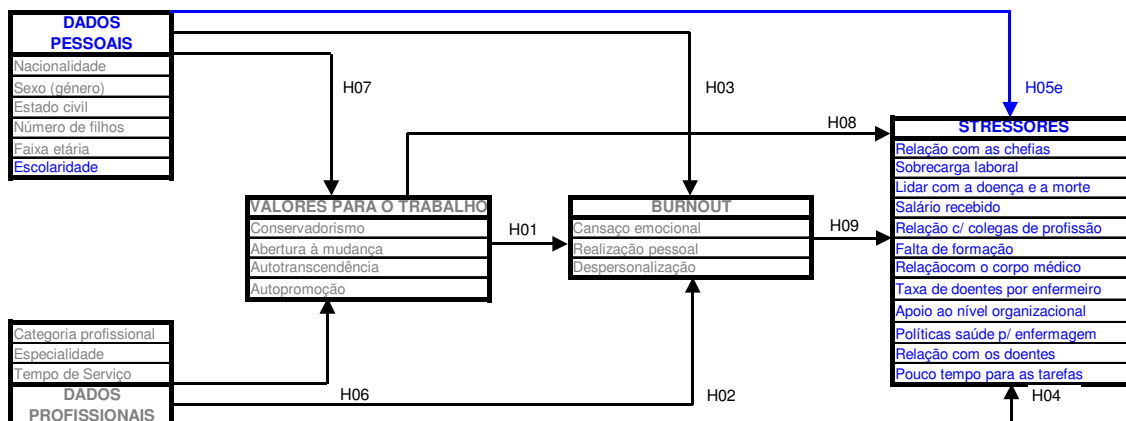 DADOS
PESSOAIS
Nacionalidade
Sexo (género)
Estado civil
Número de filhos
Faixa etária
Escolaridade
H07
H03
H05e
H08
STRESSORES
Relação com as chefias
Sobrecarga laboral
Lidar com a doença e a morte
Salário recebido
Relação c/ colegas de profissão
Falta de formação
Relaçãocom o corpo médico
Taxa de doentes por enfermeiro
Apoio ao nível organizacional
Políticas saúde p/ enfermagem
Relação com os doentes
Pouco tempo para as tarefas
VALORES PARA O TRABALHO
Conservadorismo
Abertura à mudança
Autotranscendência
Autopromoção
H01
BURNOUT
Cansaço emocional
Realização pessoal
Despersonalização
H09
Categoria profissional
Especialidade
Tempo de Serviço
DADOS
PROFISSIONAIS
H06
H02
H04